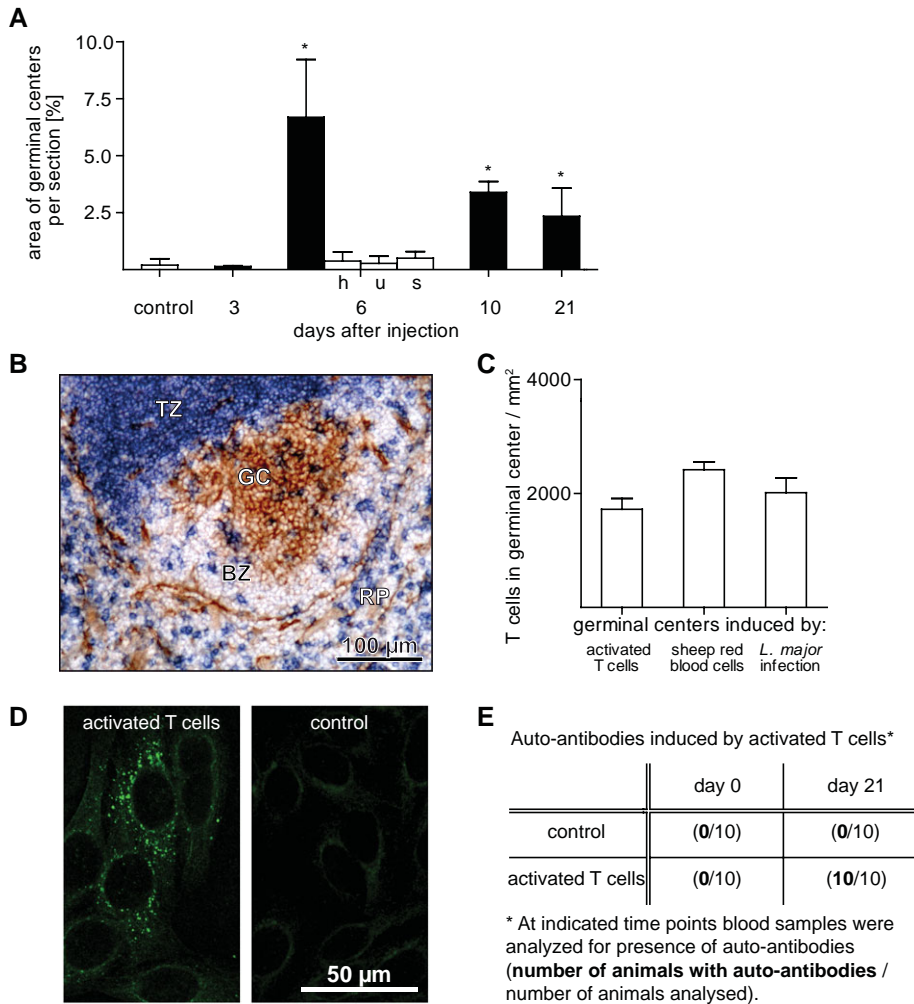 A
area of germinal centers
per section [%]
10.0
7.5
5.0
2.5
*
*
*
h u s
control 3 6 10 21
days after injection
B
TZ
GC
BZ
RP
100 µm
C
T cells in germinal center / mm²
4000
2000
germinal centers induced by:
activated
T cells
sheep red
blood cells
L. major
infection
D
activated T cells
control
50 µm
E
Auto-antibodies induced by activated T cells*
day 0 day 21
control (0/10) (0/10)
activated T cells (0/10) (10/10)
* At indicated time points blood samples were
analyzed for presence of auto-antibodies
(number of animals with auto-antibodies /
number of animals analysed).